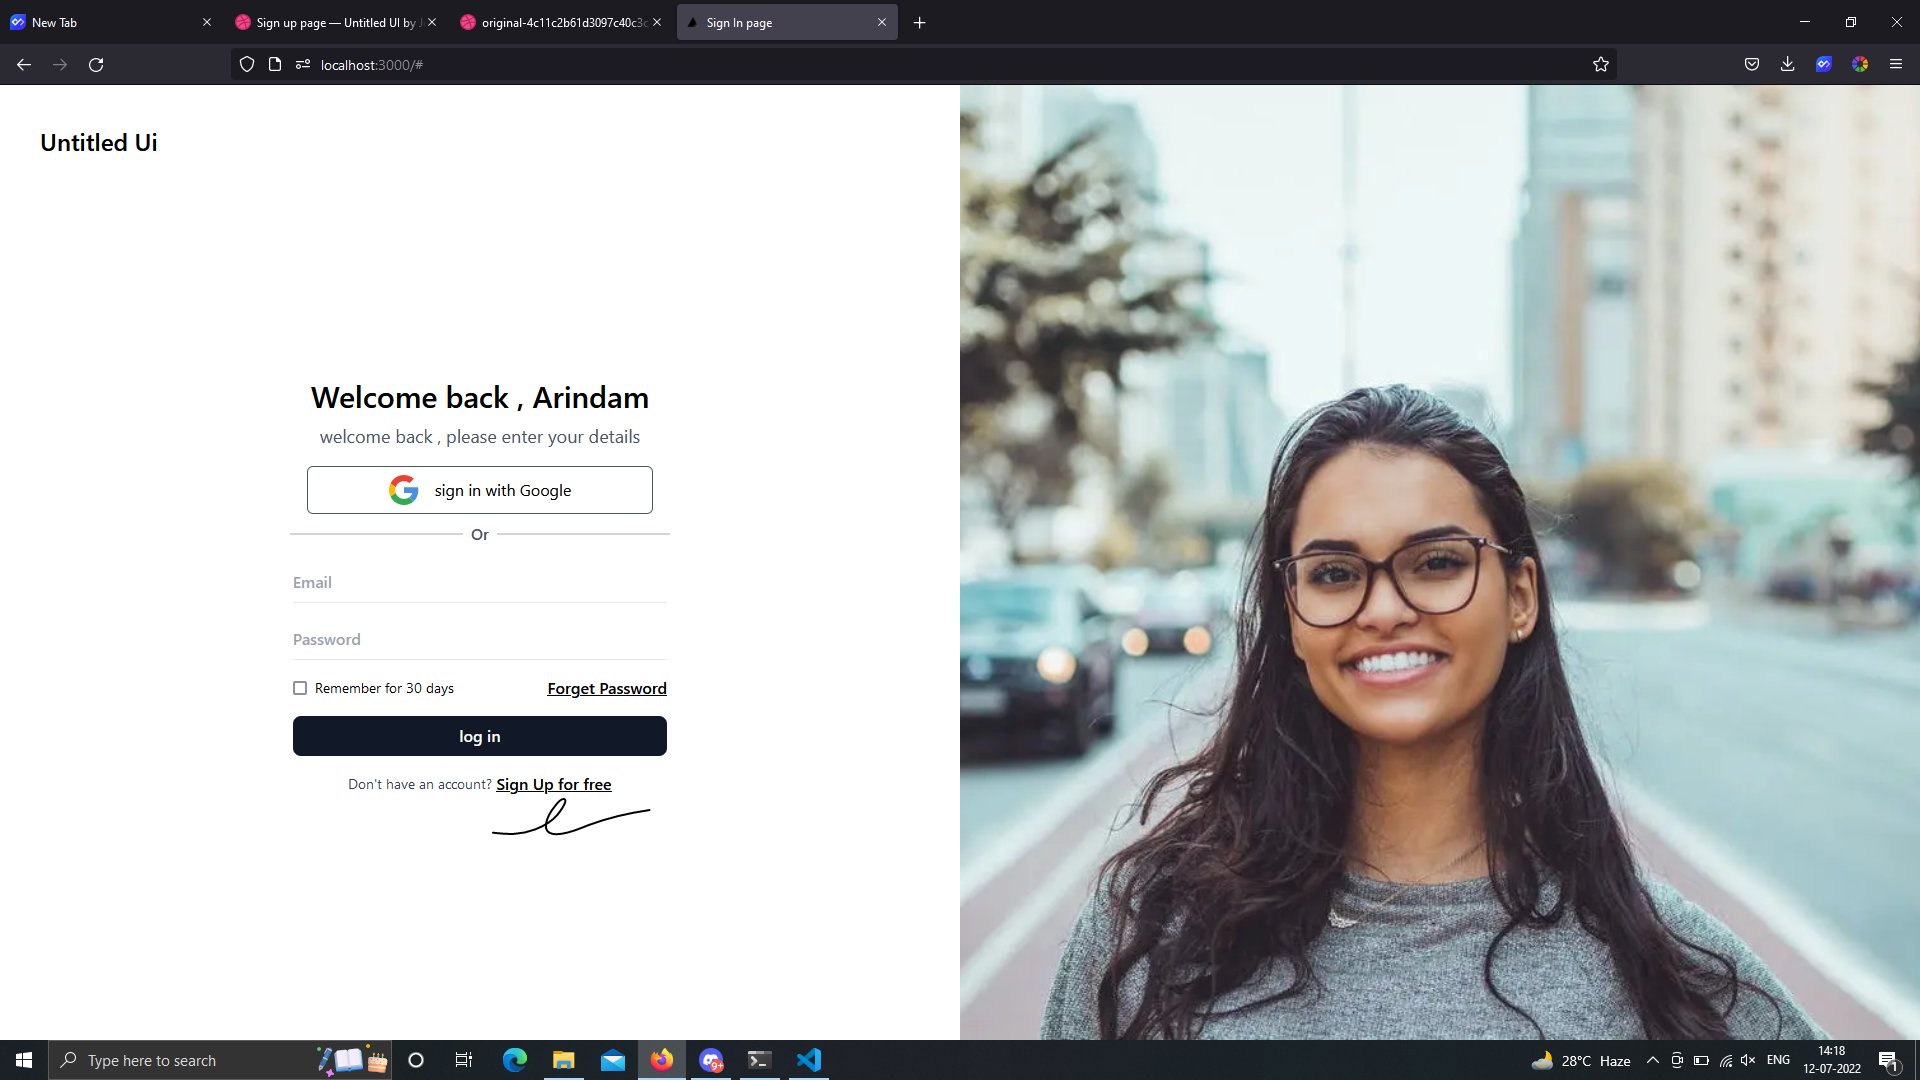 New Tab
Sign up page — Untitled UI by
original-4c11c2b61d3097c40c3c
Sign In page
localhost:3000/#
Untitled Ui
Welcome back , Arindam
welcome back , please enter your details
sign in with Google
Or
Email
Password
Remember for 30 days
Forget Password
log in
Don't have an account? Sign Up for free
Type here to search
9+
28°C Haze
ENG
14:18
12-07-2022
1